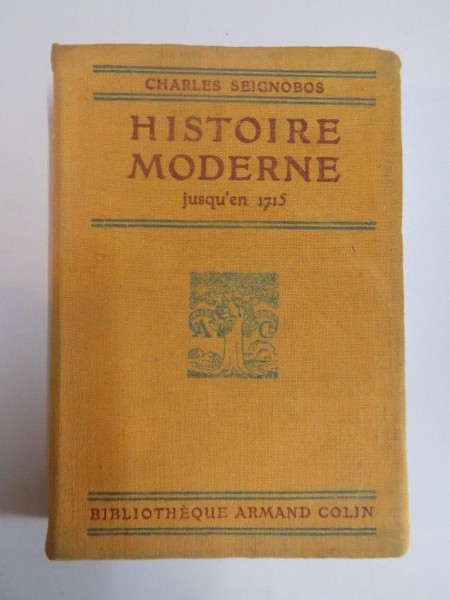 CHARLES SEIGNOBOS
HISTOIRE
MODERNE
jusqu'en 1715
A C
BIBLIOTHÈQUE ARMAND COLIN